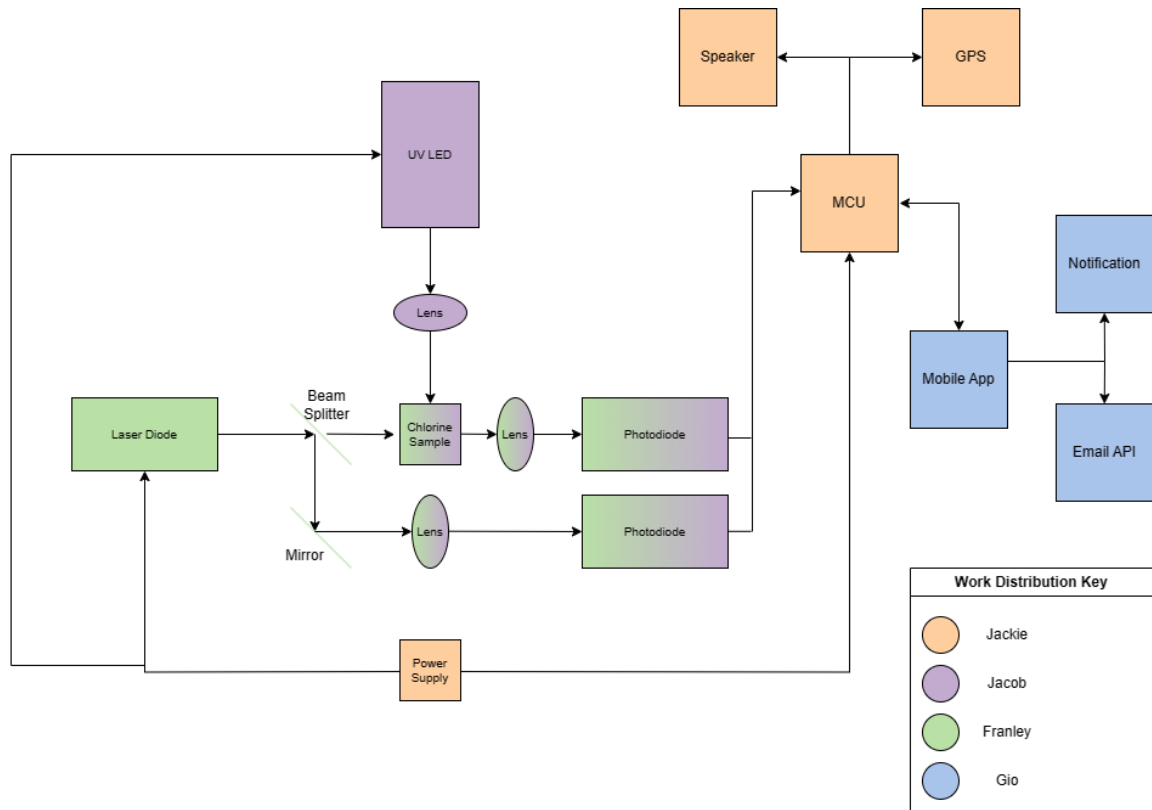 Speaker
GPS
UV LED
MCU
Notification
Lens
Mobile App
Beam
Splitter
Laser Diode
Chlorine
Sample
Lens
Photodiode
Email API
Lens
Photodiode
Mirror
Work Distribution Key
Jackie
Power
Supply
Jacob
Franley
Gio